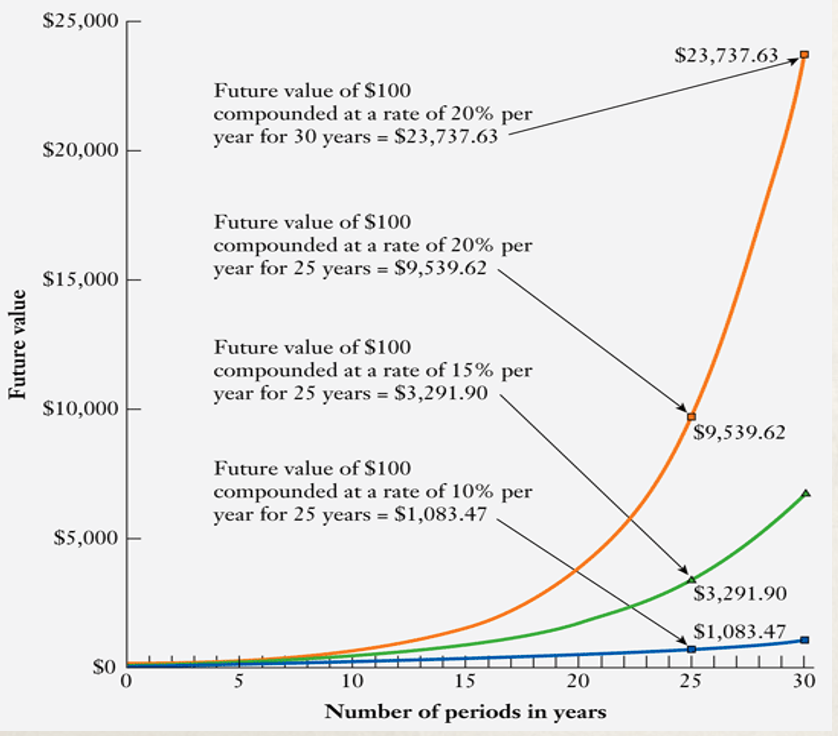 $25,000
$23,737.63
Future value of $100
compounded at a rate of 20% per
year for 30 years = $23,737.63
$20,000
Future value of $100
compounded at a rate of 20% per
year for 25 years = $9,539.62
$15,000
Future value
Future value of $100
compounded at a rate of 15% per
year for 25 years = $3,291.90
$10,000
$9,539.62
Future value of $100
compounded at a rate of 10% per
year for 25 years = $1,083.47
$5,000
$3,291.90
$1,083.47
$0
0 5 10 15 20 25 30
Number of periods in years